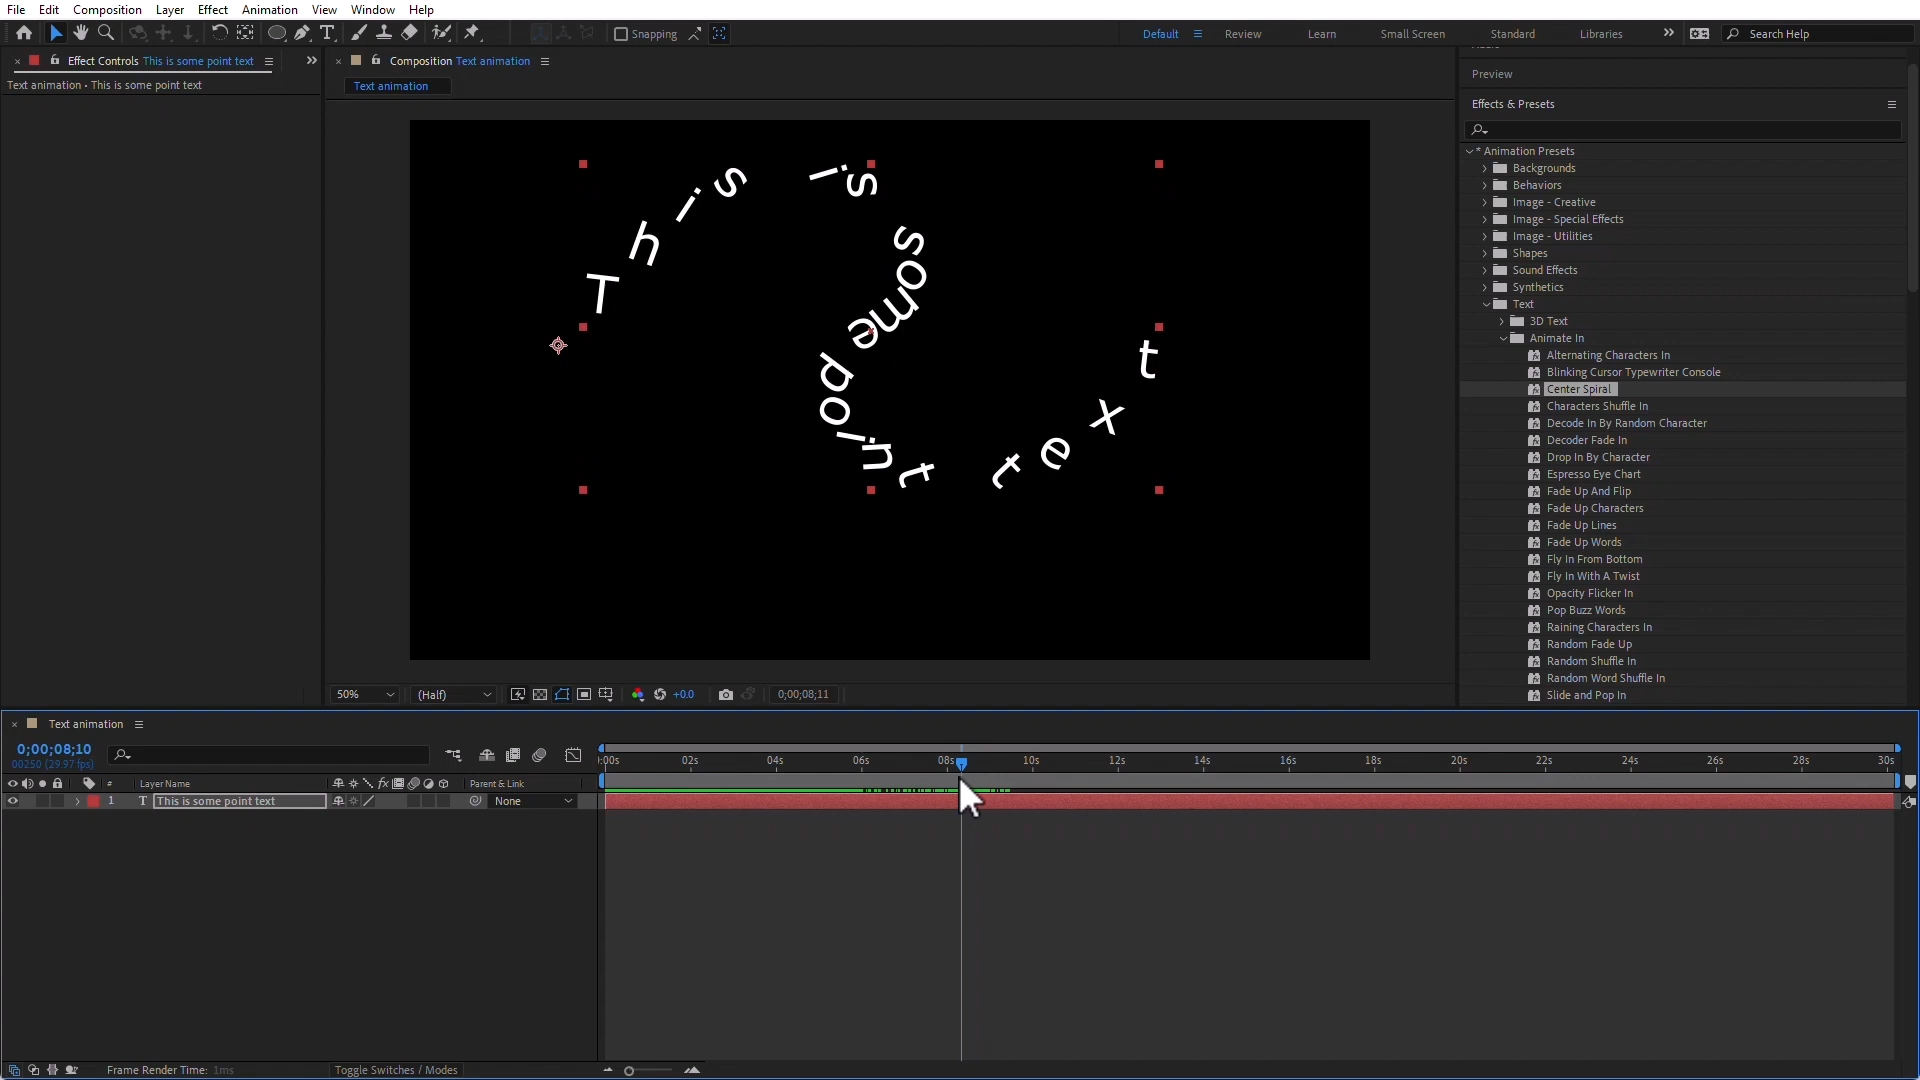 File Edit Composition Layer Effect Animation View Window Help
Snapping
Default Review Learn Small Screen Standard Libraries Search Help
Effect Controls This is some point text
Composition Text animation
Text animation • This is some point text
Text animation
This is some point text
50% (Half) +0.0 0;00;08;11
Preview
Effects & Presets
* Animation Presets
Backgrounds
Behaviors
Image - Creative
Image - Special Effects
Image - Utilities
Shapes
Sound Effects
Synthetics
Text
3D Text
Animate In
Alternating Characters In
Blinking Cursor Typewriter Console
Center Spiral
Characters Shuffle In
Decode In By Random Character
Decoder Fade In
Drop In By Character
Espresso Eye Chart
Fade Up And Flip
Fade Up Characters
Fade Up Lines
Fade Up Words
Fly In From Bottom
Fly In With A Twist
Opacity Flicker In
Pop Buzz Words
Raining Characters In
Random Fade Up
Random Shuffle In
Random Word Shuffle In
Slide and Pop In
Text animation
0;00;08;10
00250 (29.97 fps)
:00s 02s 04s 06s 08s 10s 12s 14s 16s 18s 20s 22s 24s 26s 28s 30s
# Layer Name Parent & Link
1 T This is some point text None
Frame Render Time: 1ms Toggle Switches / Modes